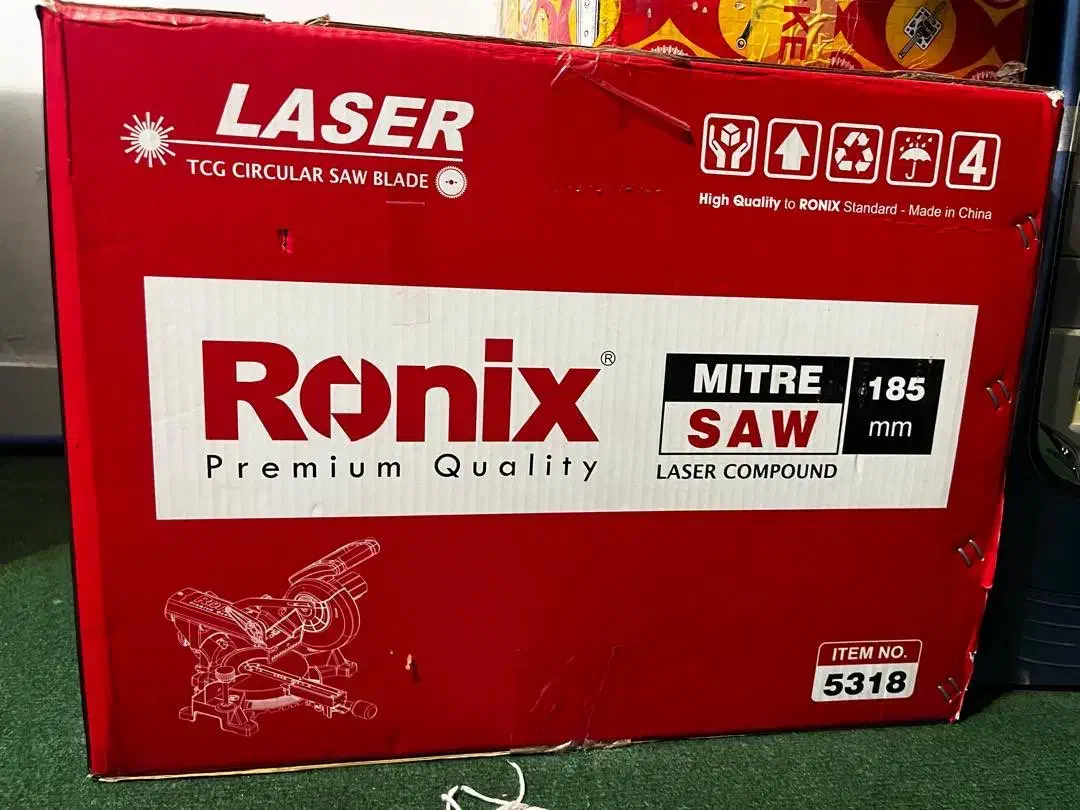 LASER
TCG CIRCULAR SAW BLADE
4
High Quality to RONIX Standard - Made in China
Ronix®
Premium Quality
MITRE
SAW
185
mm
LASER COMPOUND
ITEM NO.
5318